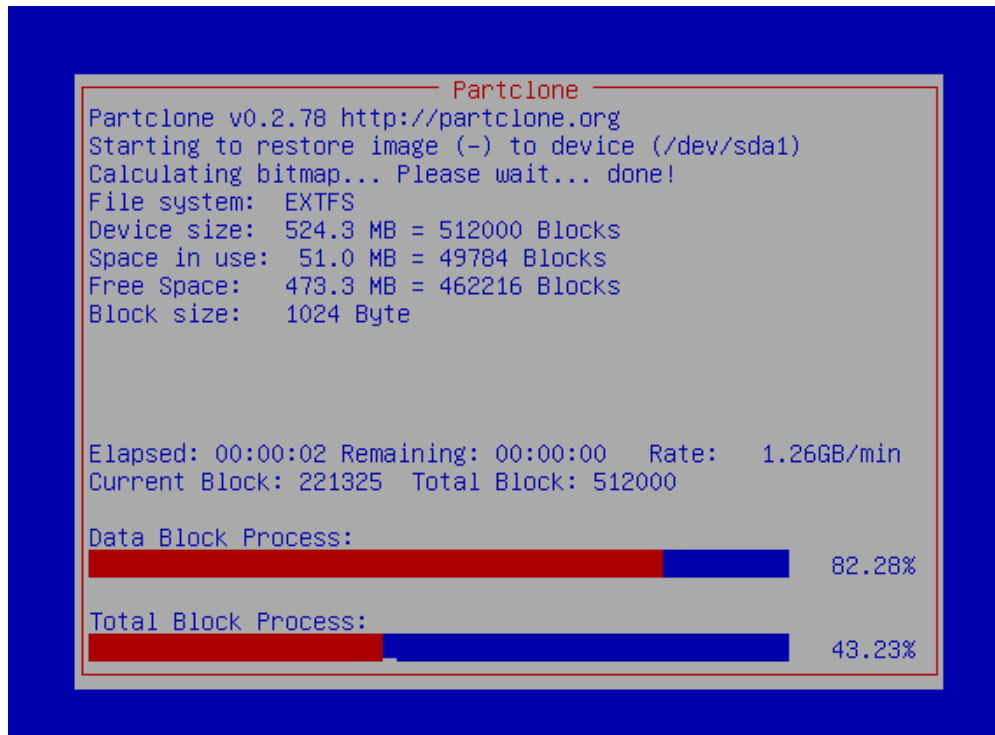 Partclone
Partclone v0.2.78 http://partclone.org
Starting to restore image (-) to device (/dev/sda1)
Calculating bitmap... Please wait... done!
File system:  EXTFS
Device size:  524.3 MB = 512000 Blocks
Space in use:  51.0 MB = 49784 Blocks
Free Space:   473.3 MB = 462216 Blocks
Block size:   1024 Byte
Elapsed: 00:00:02 Remaining: 00:00:00   Rate:   1.26GB/min
Current Block: 221325  Total Block: 512000
Data Block Process:
82.28%
Total Block Process:
43.23%